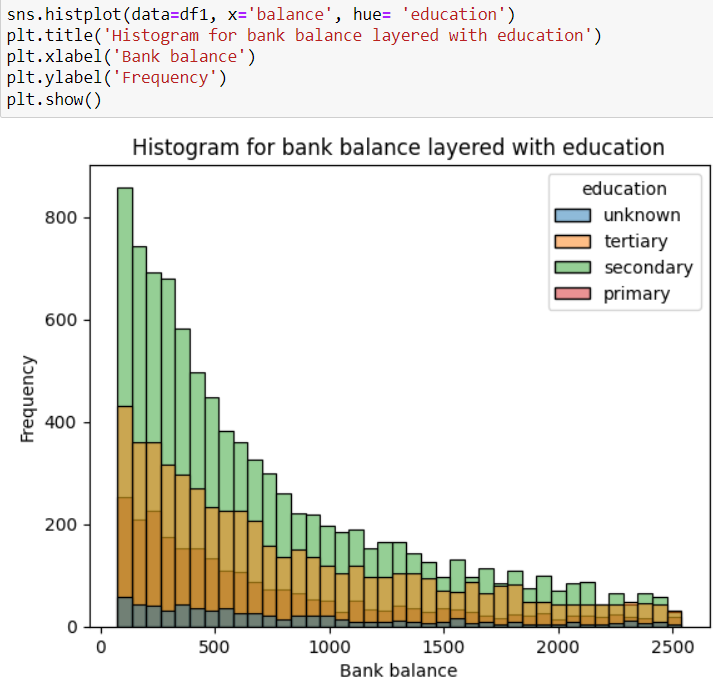 sns.histplot(data=df1, x='balance', hue= 'education')
plt.title('Histogram for bank balance layered with education')
plt.xlabel('Bank balance')
plt.ylabel('Frequency')
plt.show()
Histogram for bank balance layered with education
education
unknown
tertiary
secondary
primary
800
600
400
200
0
Frequency
0 500 1000 1500 2000 2500
Bank balance